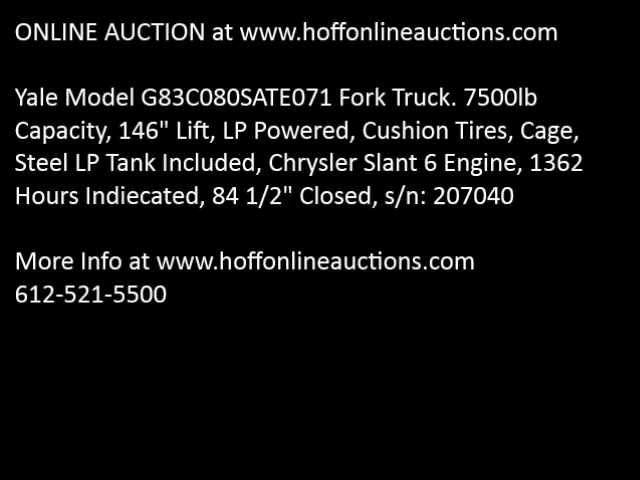 ONLINE AUCTION at www.hoffonlineauctions.com
Yale Model G83C080SATE071 Fork Truck. 7500lb
Capacity, 146" Lift, LP Powered, Cushion Tires, Cage,
Steel LP Tank Included, Chrysler Slant 6 Engine, 1362
Hours Indiecated, 84 1/2" Closed, s/n: 207040
More Info at www.hoffonlineauctions.com
612-521-5500